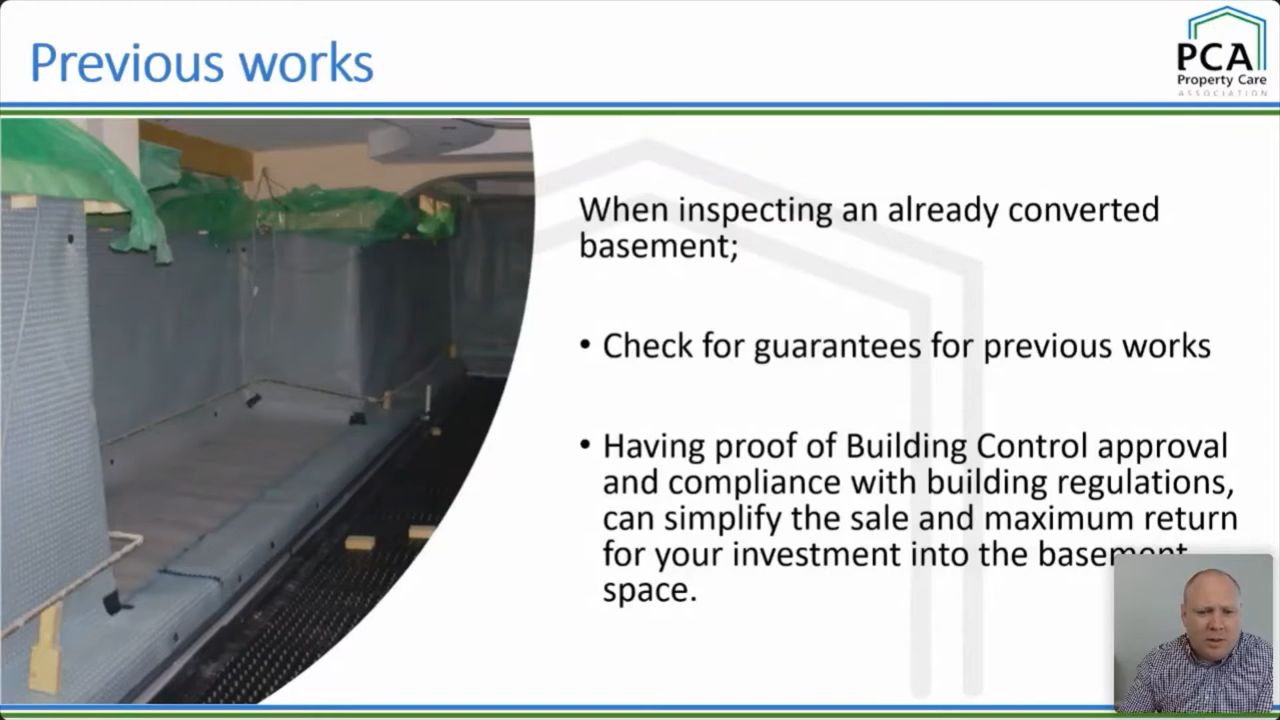 Previous works
PCA
Property Care
ASSOCIATION
When inspecting an already converted
basement;
• Check for guarantees for previous works
• Having proof of Building Control approval
and compliance with building regulations,
can simplify the sale and maximum return
for your investment into the basement
space.